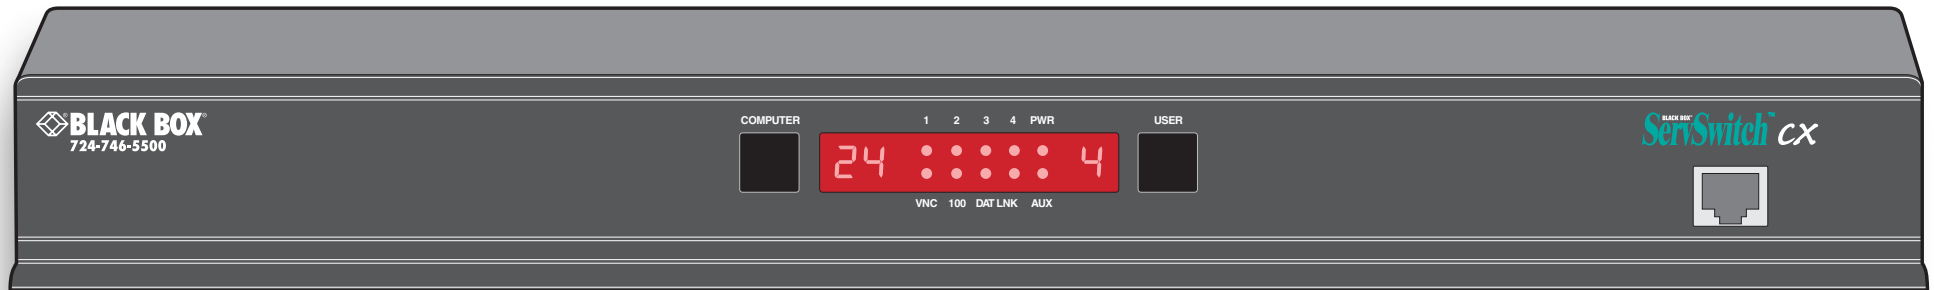 BLACK BOX®
724-746-5500
COMPUTER
1 2 3 4 PWR
USER
24
4
VNC 100 DAT LNK AUX
BLACK BOX®
ServSwitch™ CX